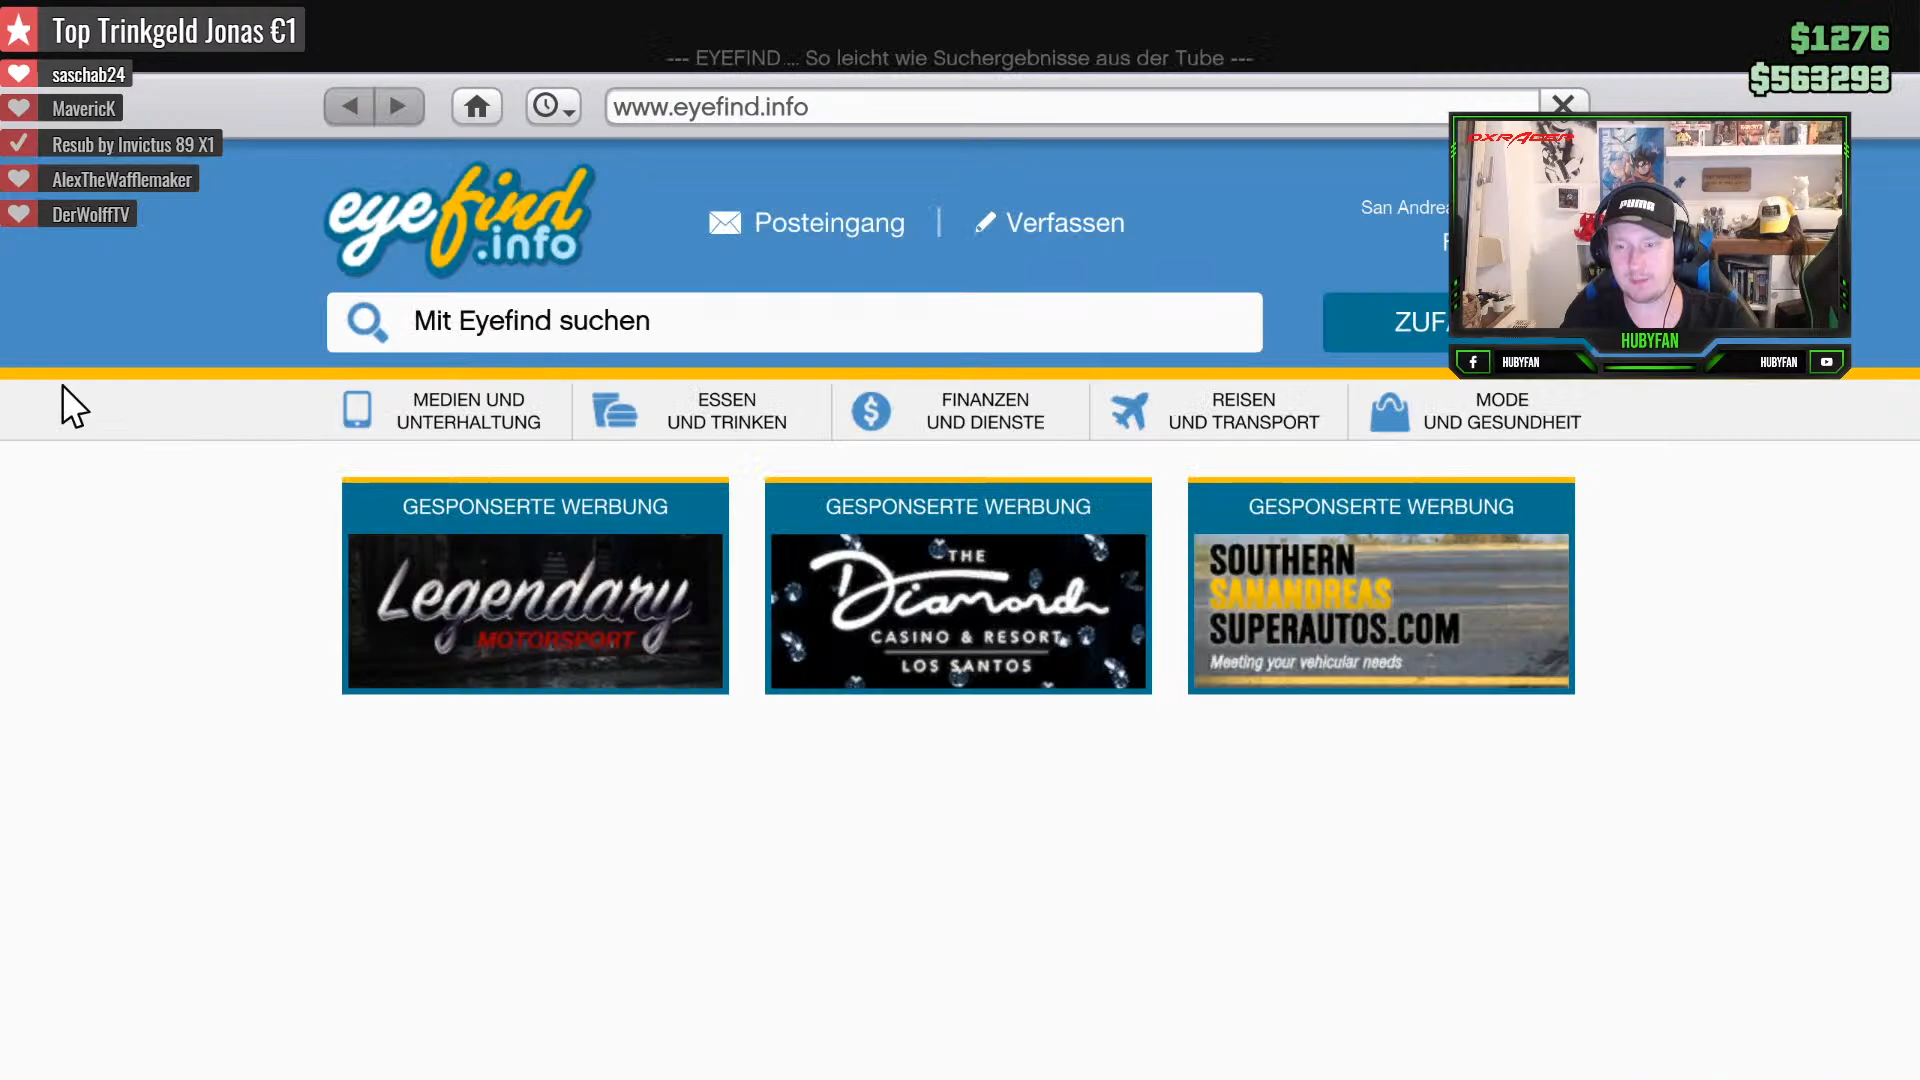 Top Trinkgeld Jonas €1
saschab24
MavericK
Resub by Invictus 89 X1
AlexTheWafflemaker
DerWolffTV
--- EYEFIND ... So leicht wie Suchergebnisse aus der Tube ---
$1276
$563293
www.eyefind.info
eyefind
.info
Posteingang
Verfassen
San Andrea
Mit Eyefind suchen
ZUFA
PUMA
HUBYFAN
HUBYFAN
HUBYFAN
MEDIEN UND
UNTERHALTUNG
ESSEN
UND TRINKEN
FINANZEN
UND DIENSTE
REISEN
UND TRANSPORT
MODE
UND GESUNDHEIT
GESPONSERTE WERBUNG
Legendary
MOTORSPORT
GESPONSERTE WERBUNG
THE
Diamond
CASINO & RESORT
LOS SANTOS
GESPONSERTE WERBUNG
SOUTHERN
SANANDREAS
SUPERAUTOS.COM
Meeting your vehicular needs